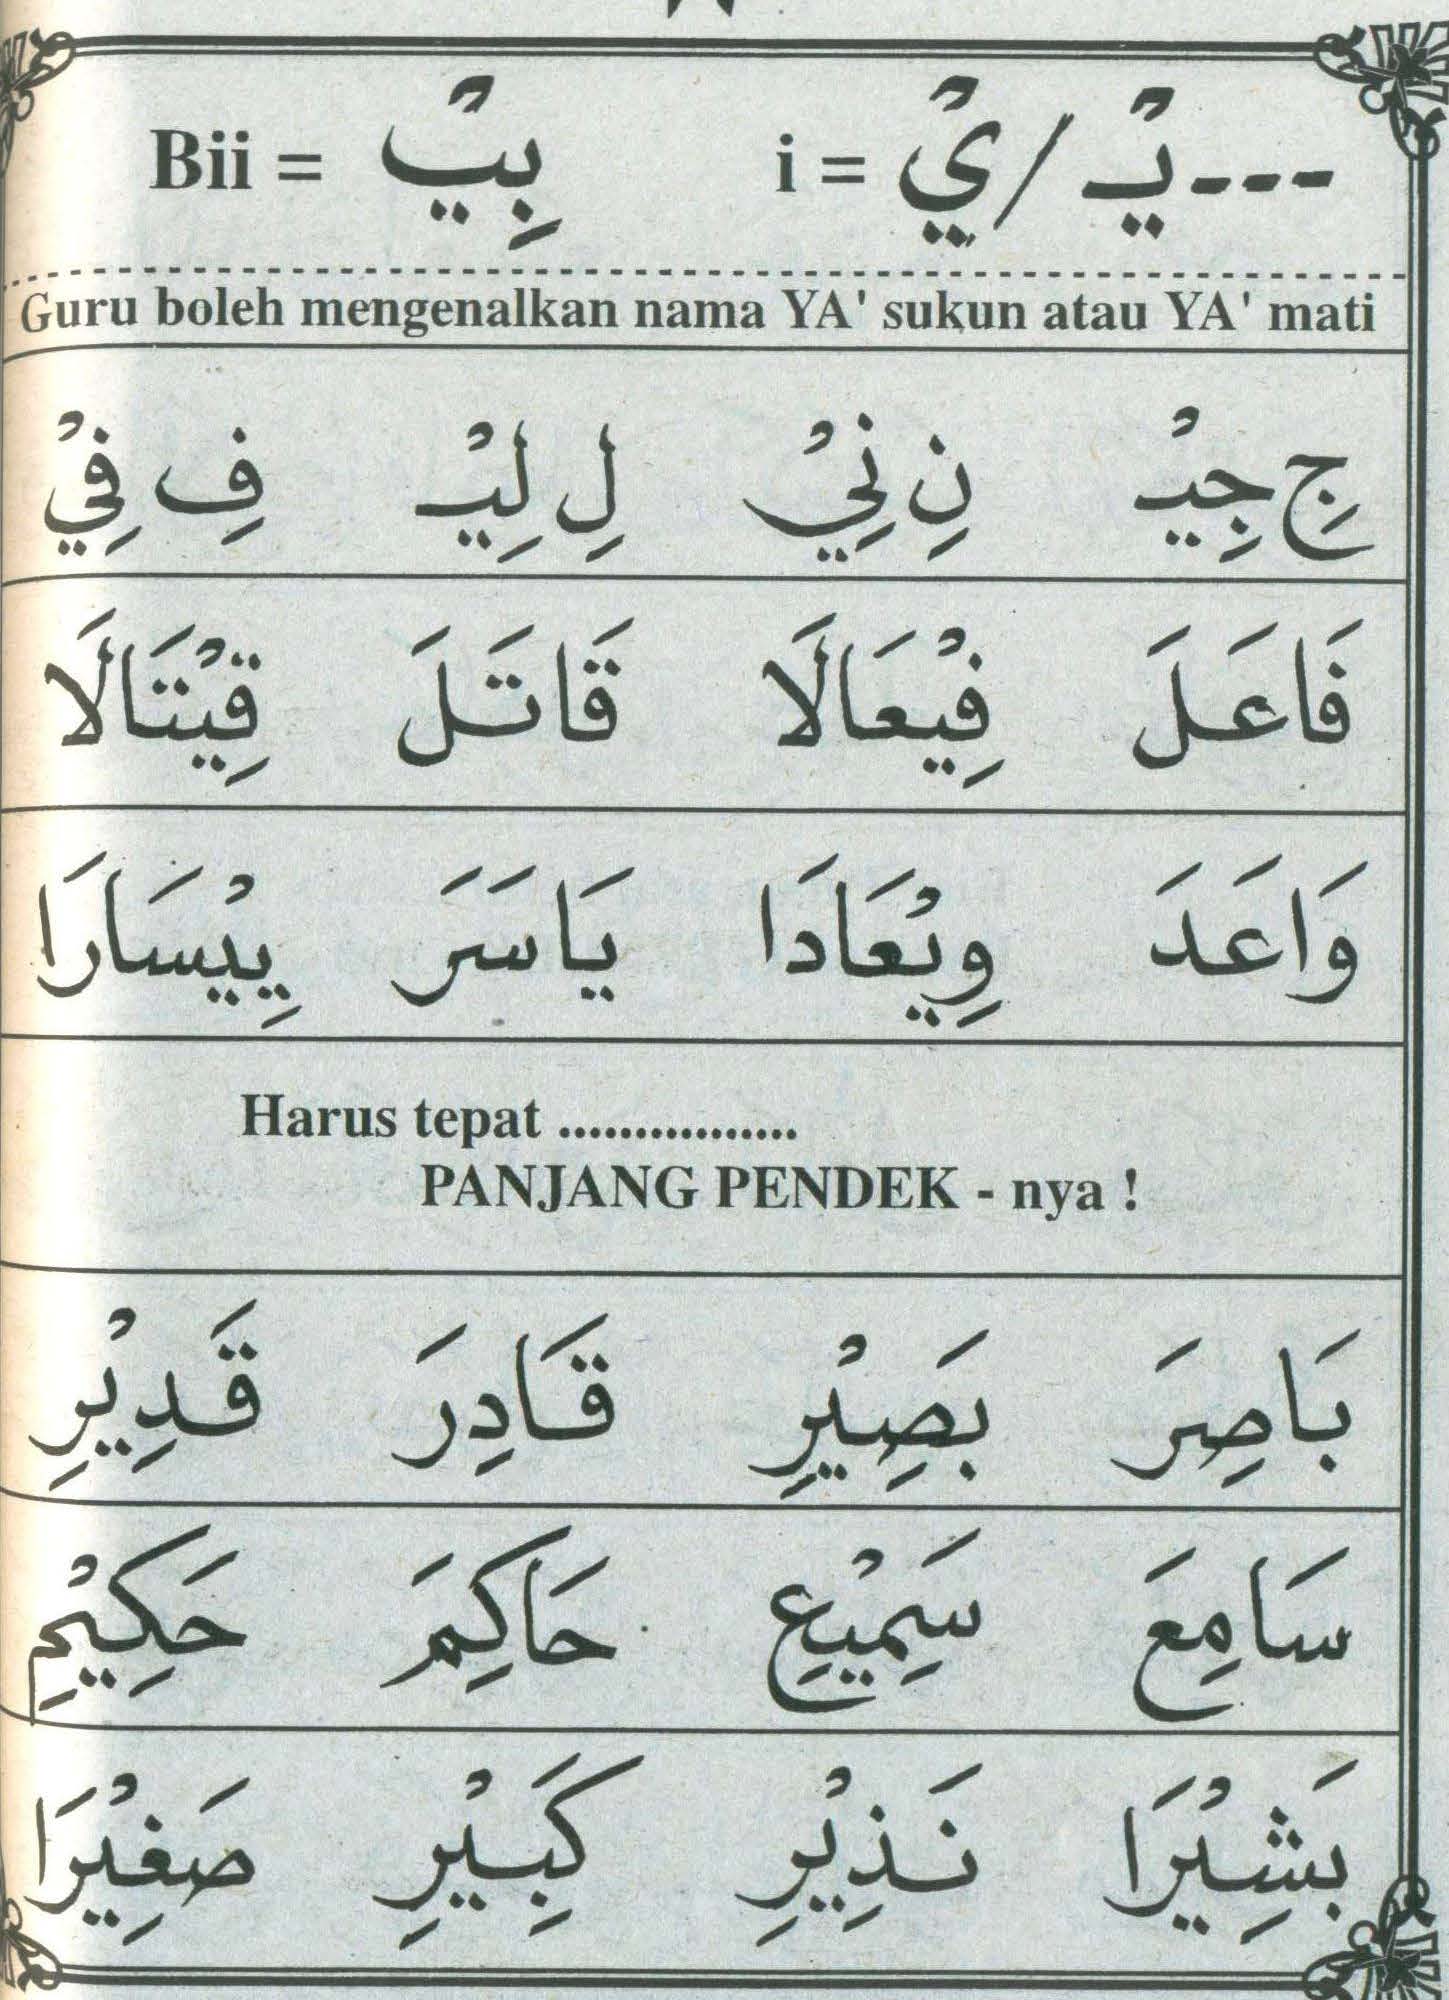 ---يْـ / يْ = i   بِيْـ = Bii
Guru boleh mengenalkan nama YA' sukun atau YA' mati
جِ جِيْـ نِ نِيْ لِ لِيْـ فِ فِيْ
فَاعَلَ فِيْعَالَا قَاتَلَ قِيْتَالَا
وَاعَدَ وِيْعَادَا يَاسَرَ يِيْسَارَا
Harus tepat ................
PANJANG PENDEK - nya !
بَاصِرَ بَصِيْرِ قَادِرَ قَدِيْرِ
سَامِعَ سَمِيْعِ حَاكِمَ حَكِيْمِ
بَشِيْرَا نَذِيْرِ كَبِيْرِ صَغِيْرَا